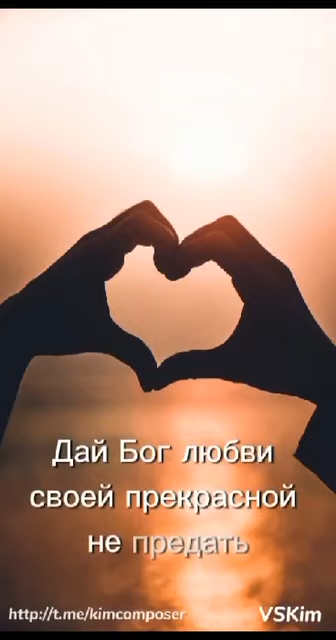 Дай Бог любви
своей прекрасной
не предать
http://t.me/kimcomposer
VSKim